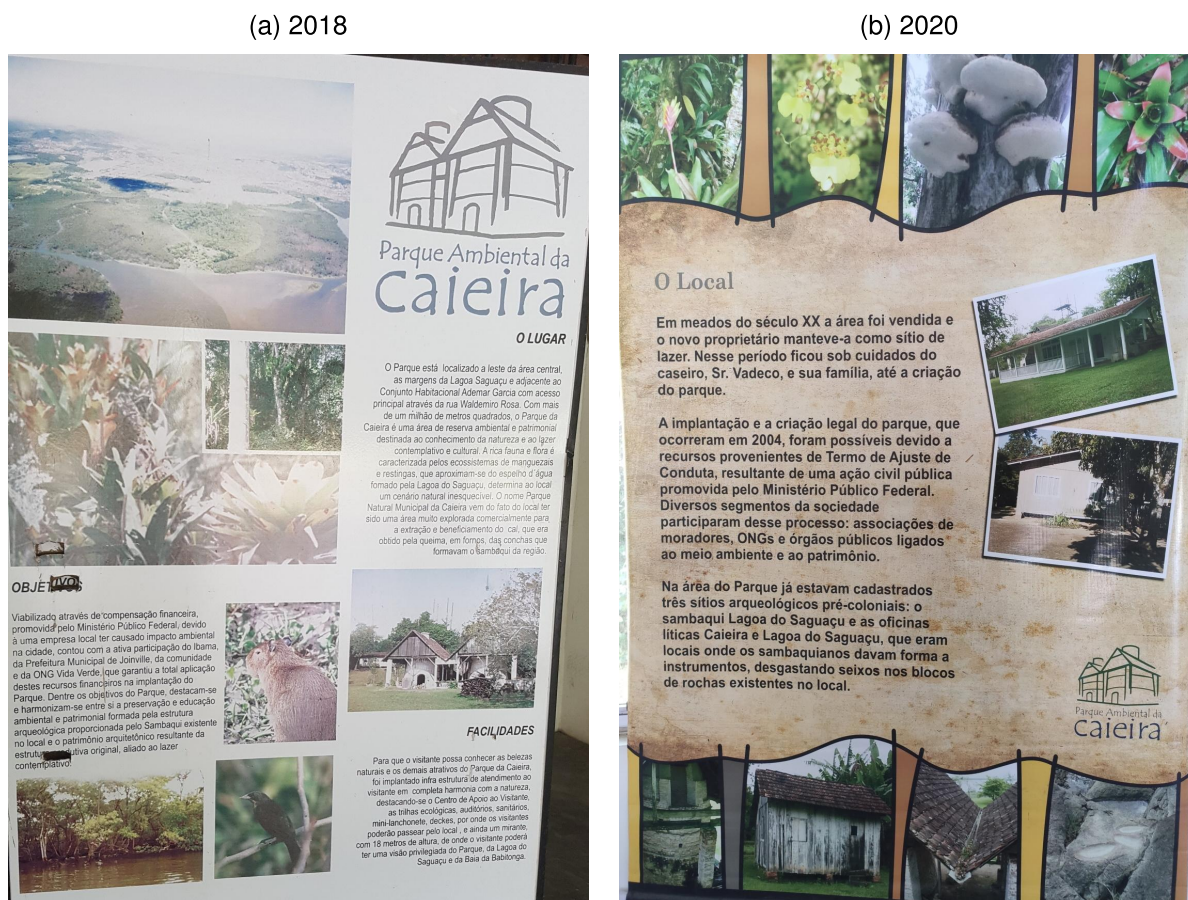 (a) 2018
Parque Ambiental da
Caieira
O LUGAR
O Parque está localizado a leste da área central,
as margens da Lagoa Saguaçu e adjacente ao
Conjunto Habitacional Ademar Garcia com acesso
principal através da rua Waldemiro Rosa. Com mais
de um milhão de metros quadrados, o Parque da
Caieira é uma área de reserva ambiental e patrimonial
destinada ao conhecimento da natureza e ao lazer
contemplativo e cultural. A rica fauna e flora é
caracterizada pelos ecossistemas de manguezais
e restingas, que aproximam-se do espelho d'água
fomado pela Lagoa do Saguaçu, determina ao local
um cenário natural inesquecível. O nome Parque
Natural Municipal da Caieira vem do fato do local ter
sido uma área muito explorada comercialmente para
a extração e beneficiamento do cal, que era
obtido pela queima, em fornos, das conchas que
formavam o sambaqui da região.
OBJETIVOS
Viabilizado através de compensação financeira,
promovida pelo Ministério Público Federal, devido
à uma empresa local ter causado impacto ambiental
na cidade, contou com a ativa participação do Ibama,
da Prefeitura Municipal de Joinville, da comunidade
e da ONG Vida Verde, que garantiu a total aplicação
destes recursos financeiros na implantação do
Parque. Dentre os objetivos do Parque, destacam-se
e harmonizam-se entre si a preservação e educação
ambiental e patrimonial formada pela estrutura
arqueológica proporcionada pelo Sambaqui existente
no local e o patrimônio arquitetônico resultante da
estrutura produtiva original, aliado ao lazer
contemplativo.
FACILIDADES
Para que o visitante possa conhecer as belezas
naturais e os demais atrativos do Parque da Caieira,
foi implantado infra estrutura de atendimento ao
visitante em completa harmonia com a natureza,
destacando-se o Centro de Apoio ao Visitante,
as trilhas ecológicas, auditórios, sanitários,
mini-lanchonete, deckes, por onde os visitantes
poderão passear pelo local , e ainda um mirante,
com 18 metros de altura, de onde o visitante poderá
ter uma visão privilegiada do Parque, da Lagoa do
Saguaçu e da Baia da Babitonga.
(b) 2020
O Local
Em meados do século XX a área foi vendida e
o novo proprietário manteve-a como sítio de
lazer. Nesse período ficou sob cuidados do
caseiro, Sr. Vadeco, e sua família, até a criação
do parque.
A implantação e a criação legal do parque, que
ocorreram em 2004, foram possíveis devido a
recursos provenientes de Termo de Ajuste de
Conduta, resultante de uma ação civil pública
promovida pelo Ministério Público Federal.
Diversos segmentos da sociedade
participaram desse processo: associações de
moradores, ONGs e órgãos públicos ligados
ao meio ambiente e ao patrimônio.
Na área do Parque já estavam cadastrados
três sítios arqueológicos pré-coloniais: o
sambaqui Lagoa do Saguaçu e as oficinas
líticas Caieira e Lagoa do Saguaçu, que eram
locais onde os sambaquianos davam forma a
instrumentos, desgastando seixos nos blocos
de rochas existentes no local.
Parque Ambiental da
Caieira